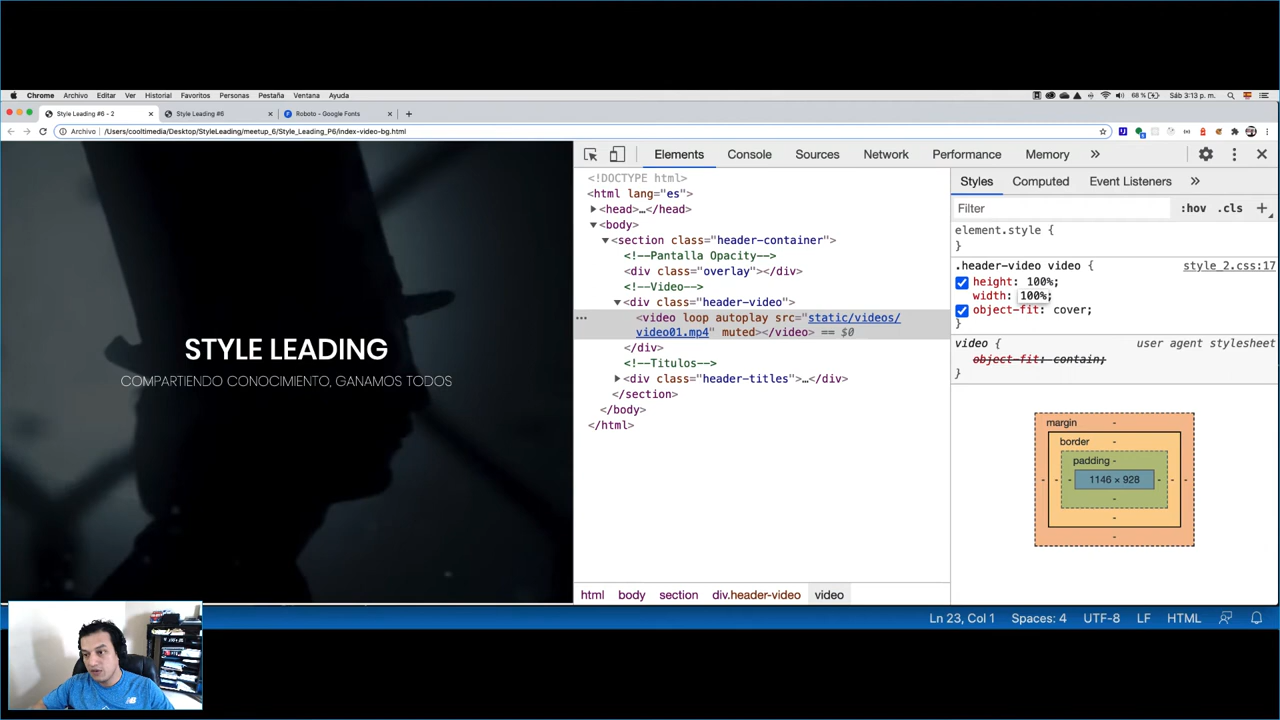 Chrome Archivo Editar Ver Historial Favoritos Personas Pestaña Ventana Ayuda 68 % Sáb 3:13 p. m.
Style Leading #6 - 2 Style Leading #6 Roboto - Google Fonts
Archivo /Users/cooltimedia/Desktop/StyleLeading/meetup_6/Style_Leading_P6/index-video-bg.html
STYLE LEADING
COMPARTIENDO CONOCIMIENTO, GANAMOS TODOS
Elements Console Sources Network Performance Memory »
<!DOCTYPE html>
<html lang="es">
<head>…</head>
<body>
<section class="header-container">
<!--Pantalla Opacity-->
<div class="overlay"></div>
<!--Video-->
<div class="header-video">
<video loop autoplay src="static/videos/
video01.mp4" muted></video> == $0
</div>
<!--Titulos-->
<div class="header-titles">…</div>
</section>
</body>
</html>
html body section div.header-video video
Styles Computed Event Listeners »
Filter :hov .cls +
element.style {
}
.header-video video { style_2.css:17
height: 100%;
width: 100%;
object-fit: cover;
}
video { user agent stylesheet
object-fit: contain;
}
margin -
border -
padding -
- - - 1146 × 928 - - -
-
-
-
Ln 23, Col 1 Spaces: 4 UTF-8 LF HTML